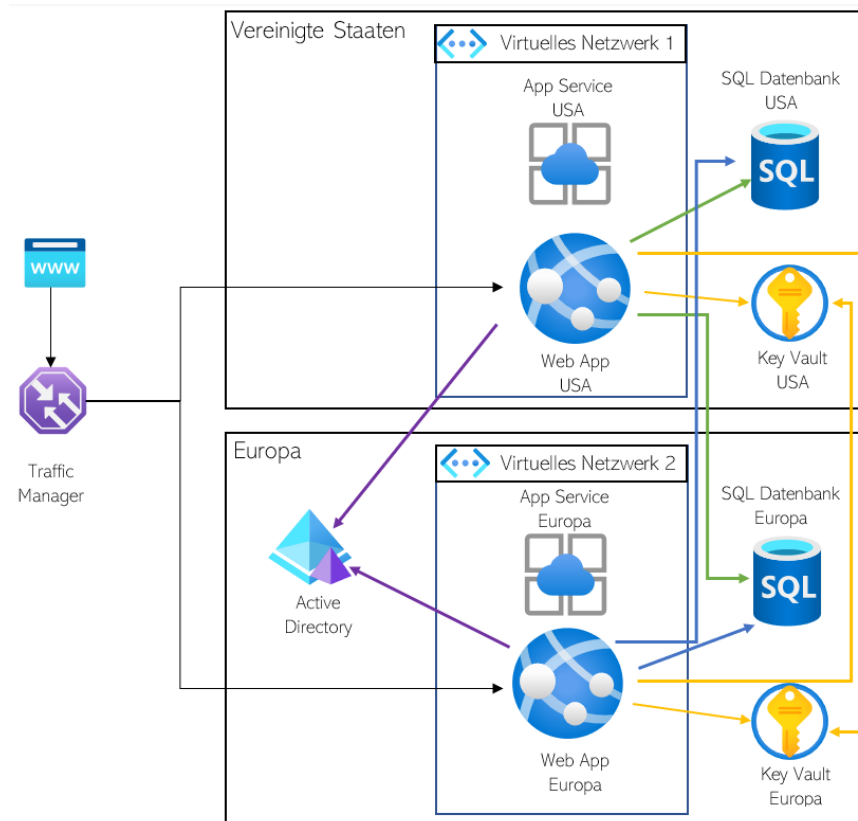 Vereinigte Staaten
Virtuelles Netzwerk 1
App Service
USA
SQL Datenbank
USA
SQL
www
Web App
USA
Key Vault
USA
Traffic
Manager
Europa
Virtuelles Netzwerk 2
App Service
Europa
SQL Datenbank
Europa
SQL
Active
Directory
Web App
Europa
Key Vault
Europa